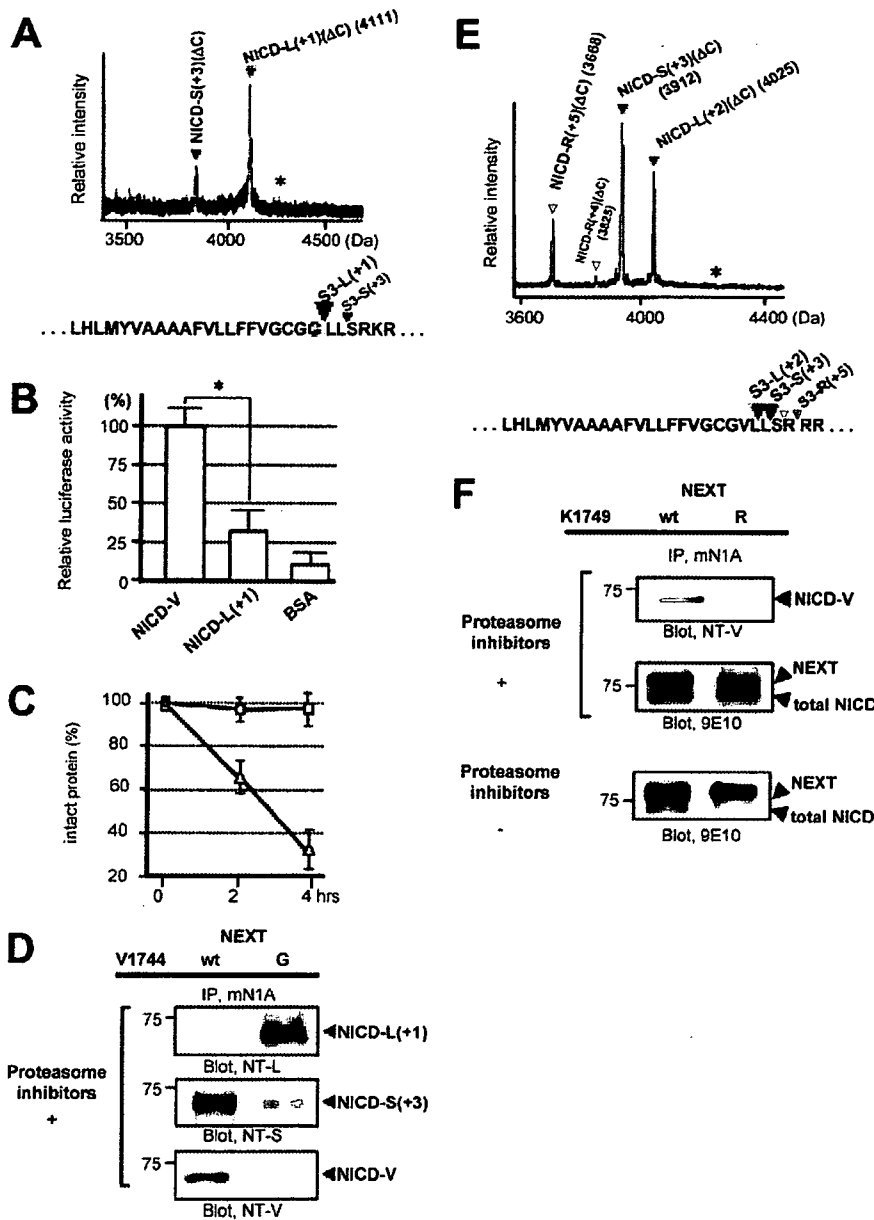 A
NICD-S(+3)(ΔC)
NICD-L(+1)(ΔC) (4111)
*
Relative intensity
3500 4000 4500 (Da)
S3-L(+1)
S3-S(+3)
...LHLMYVAAAAFVLLFFVGCGGLLSRKR...
B
(%)
100
75
50
25
0
Relative luciferase activity
*
NICD-V
NICD-L(+1)
BSA
C
100
80
60
40
20
intact protein (%)
0 2 4 hrs
D
NEXT
V1744 wt G
IP, mN1A
75
NICD-L(+1)
Blot, NT-L
Proteasome inhibitors
+
75
NICD-S(+3)
Blot, NT-S
75
NICD-V
Blot, NT-V
E
NICD-R(+5)(ΔC) (3668)
NICD-R(+4)(ΔC)
(3825)
NICD-S(+3)(ΔC)
(3912)
NICD-L(+2)(ΔC) (4025)
*
Relative intensity
3600 4000 4400 (Da)
S3-L(+2)
S3-S(+3)
S3-R(+5)
...LHLMYVAAAAFVLLFFVGCGVLLSRRR...
F
NEXT
K1749 wt R
IP, mN1A
75
NICD-V
Blot, NT-V
Proteasome
inhibitors
+
75
NEXT
total NICD
Blot, 9E10
Proteasome
inhibitors
-
75
NEXT
total NICD
Blot, 9E10